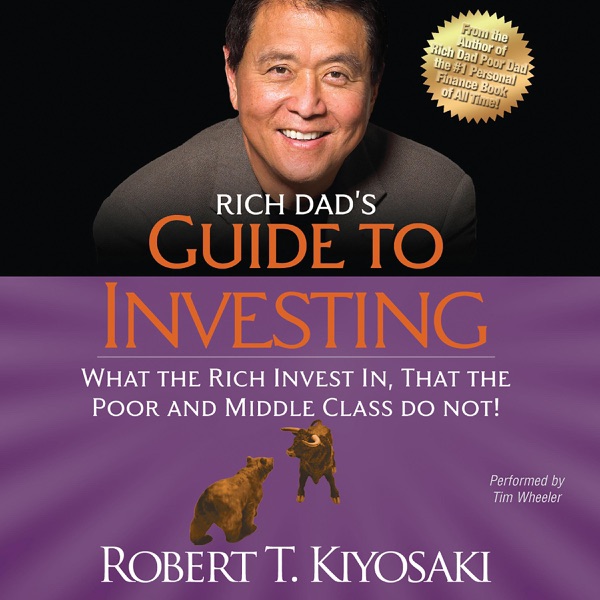 From the
Author of
Rich Dad Poor Dad
the #1 Personal
Finance Book
of All Time!
RICH DAD'S
GUIDE TO
INVESTING
WHAT THE RICH INVEST IN, THAT THE
POOR AND MIDDLE CLASS DO NOT!
Performed by
Tim Wheeler
ROBERT T. KIYOSAKI